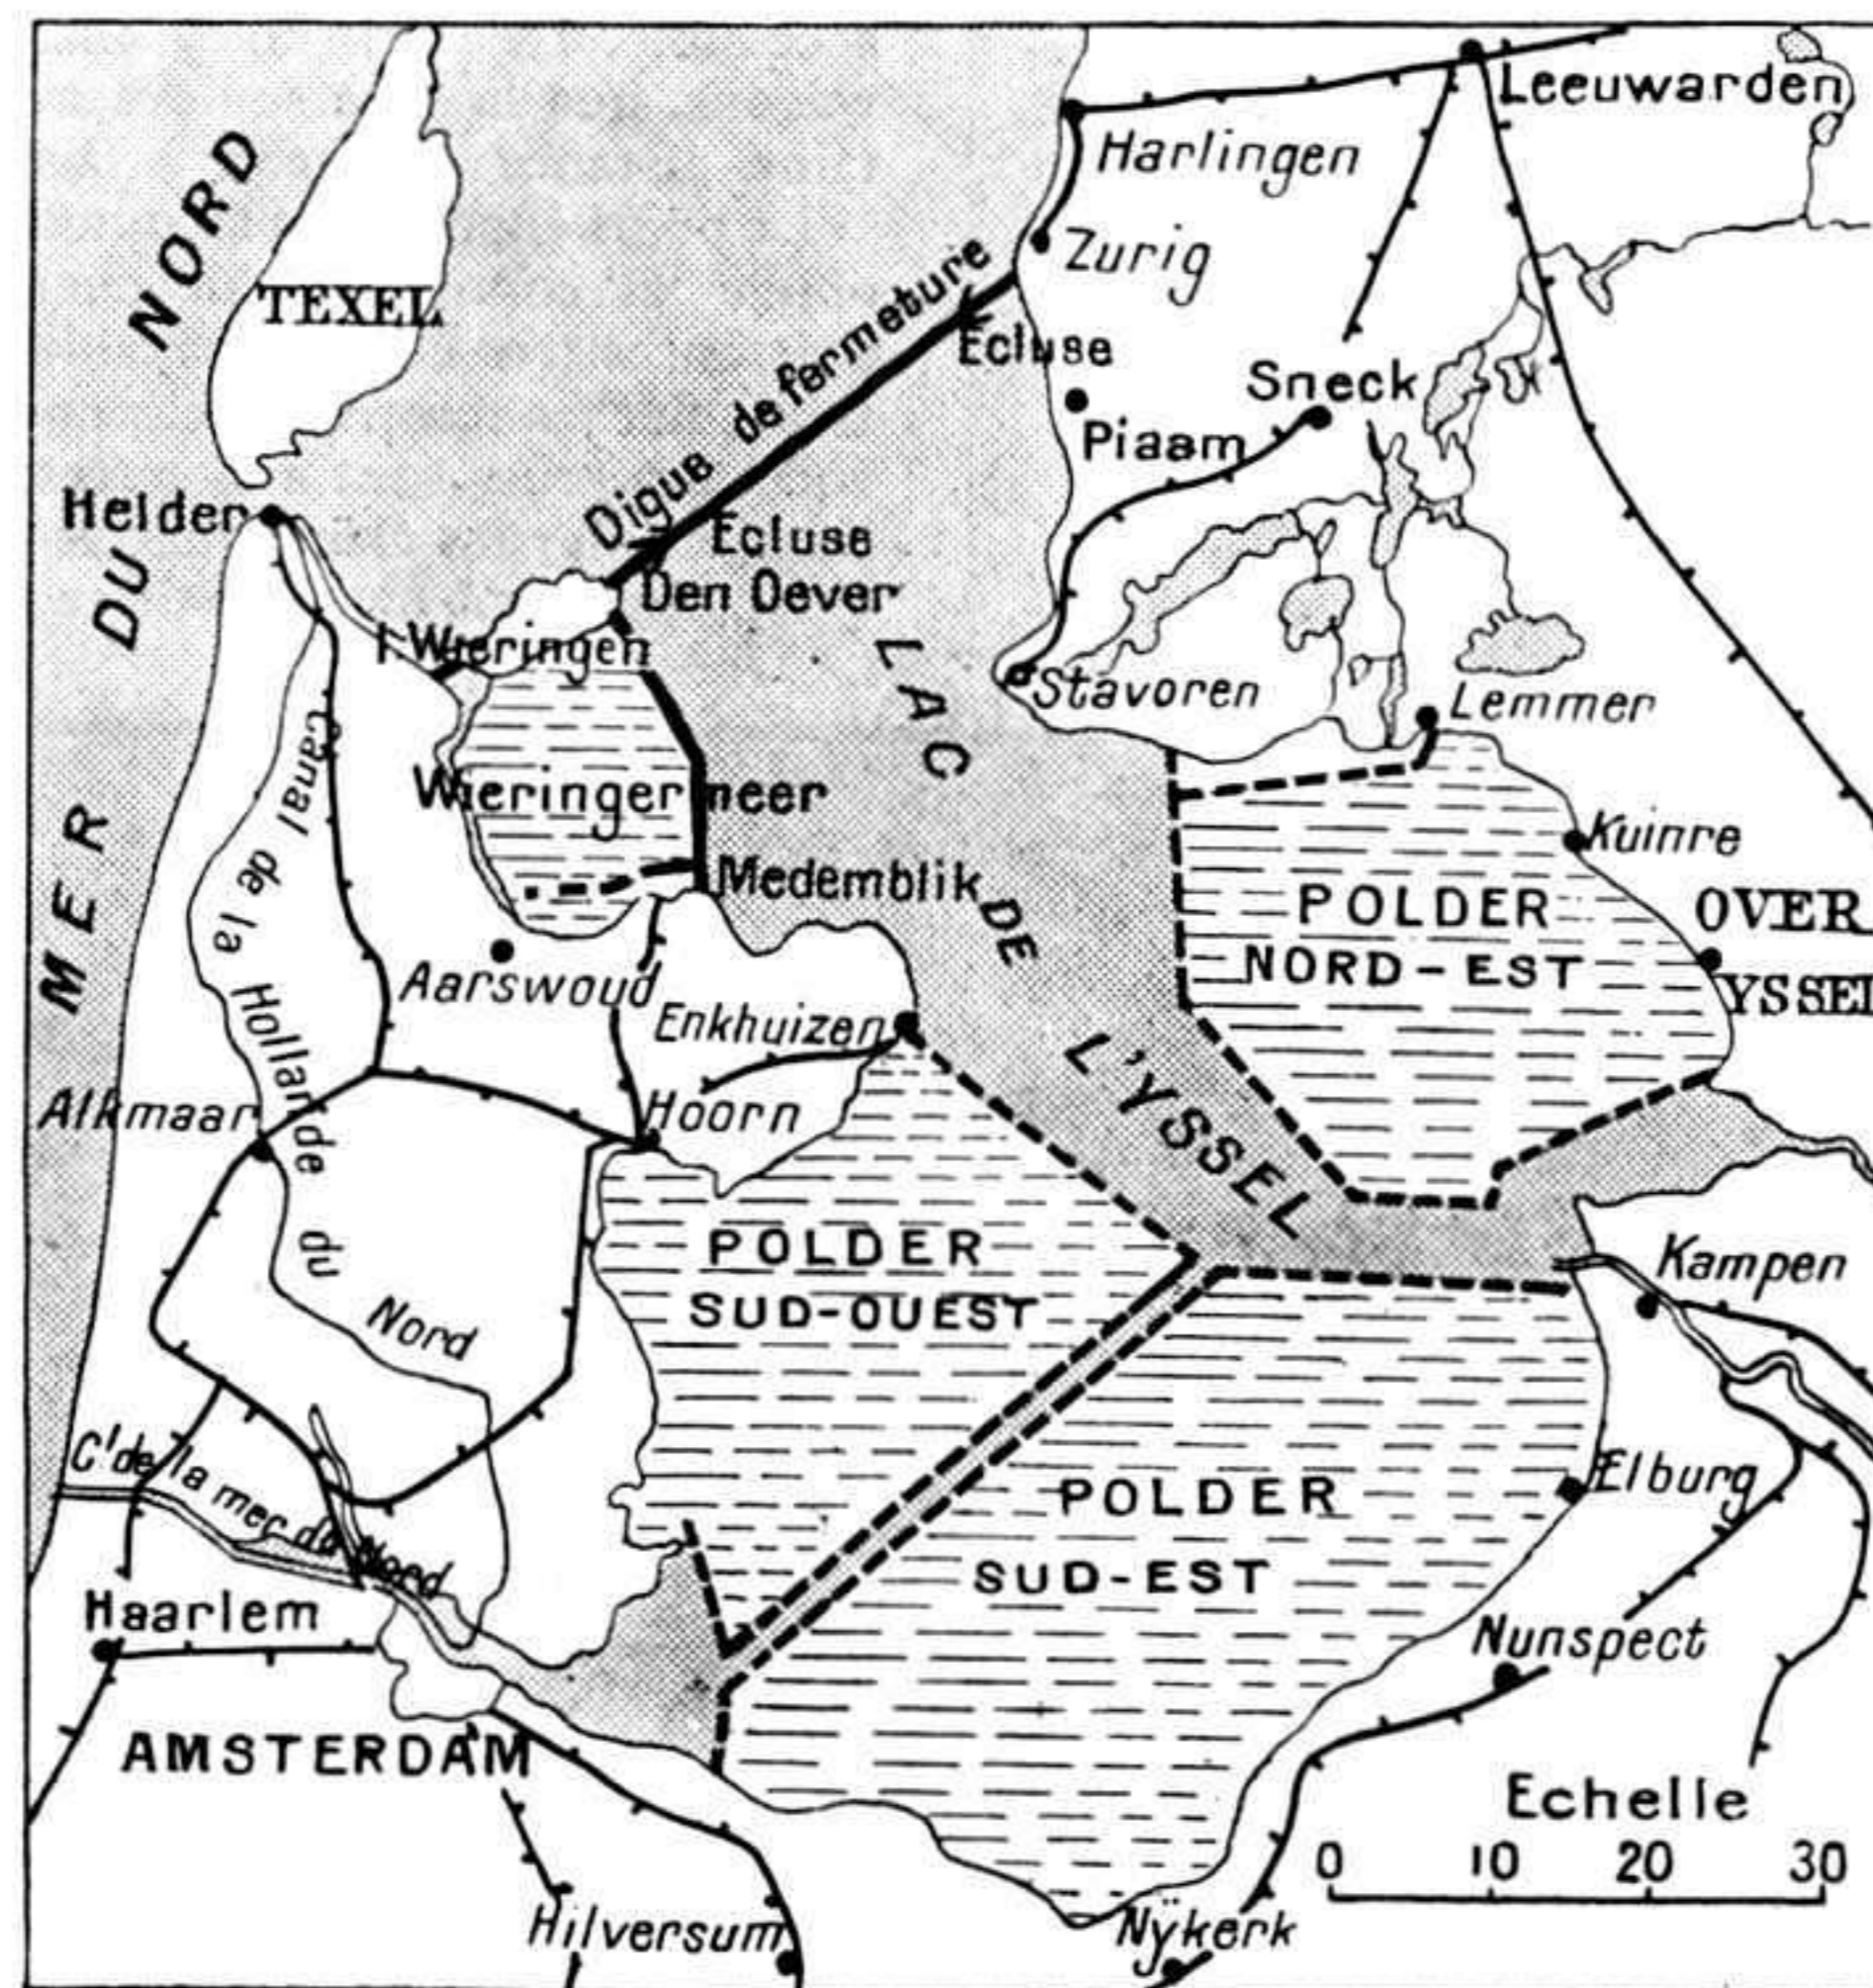 Leeuwarden
Harlingen
Zurig
NORD
TEXEL
Digue de fermeture
Ecluse
Sneck
Piaam
Helder
DU
Ecluse
Den Oever
I. Wieringen
LAC
Stavoren
Lemmer
MER
Canal de la Hollande du Nord
Wieringermeer
Kuinre
Medemblik
DE
POLDER
NORD-EST
OVER
YSSEL
Aarswoud
Enkhuizen
L'YSSEL
Alkmaar
Hoorn
POLDER
SUD-OUEST
Kampen
Cl de la mer du Nord
Elburg
POLDER
SUD-EST
Haarlem
Nunspect
AMSTERDAM
Echelle
0 10 20 30
Hilversum
Nÿkerk